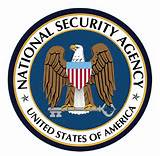 NATIONAL SECURITY AGENCY
UNITED STATES OF AMERICA